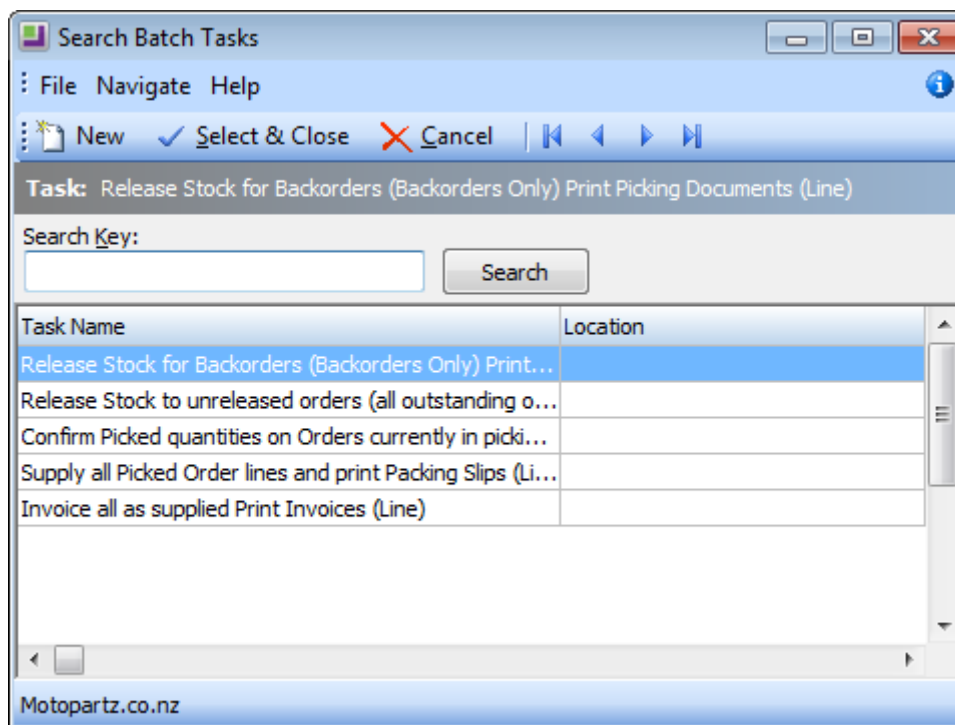 Search Batch Tasks
File Navigate Help
New Select & Close Cancel
Task: Release Stock for Backorders (Backorders Only) Print Picking Documents (Line)
Search Key:
Search
Task Name Location
Release Stock for Backorders (Backorders Only) Print...
Release Stock to unreleased orders (all outstanding o...
Confirm Picked quantities on Orders currently in picki...
Supply all Picked Order lines and print Packing Slips (Li...
Invoice all as supplied Print Invoices (Line)
Motopartz.co.nz